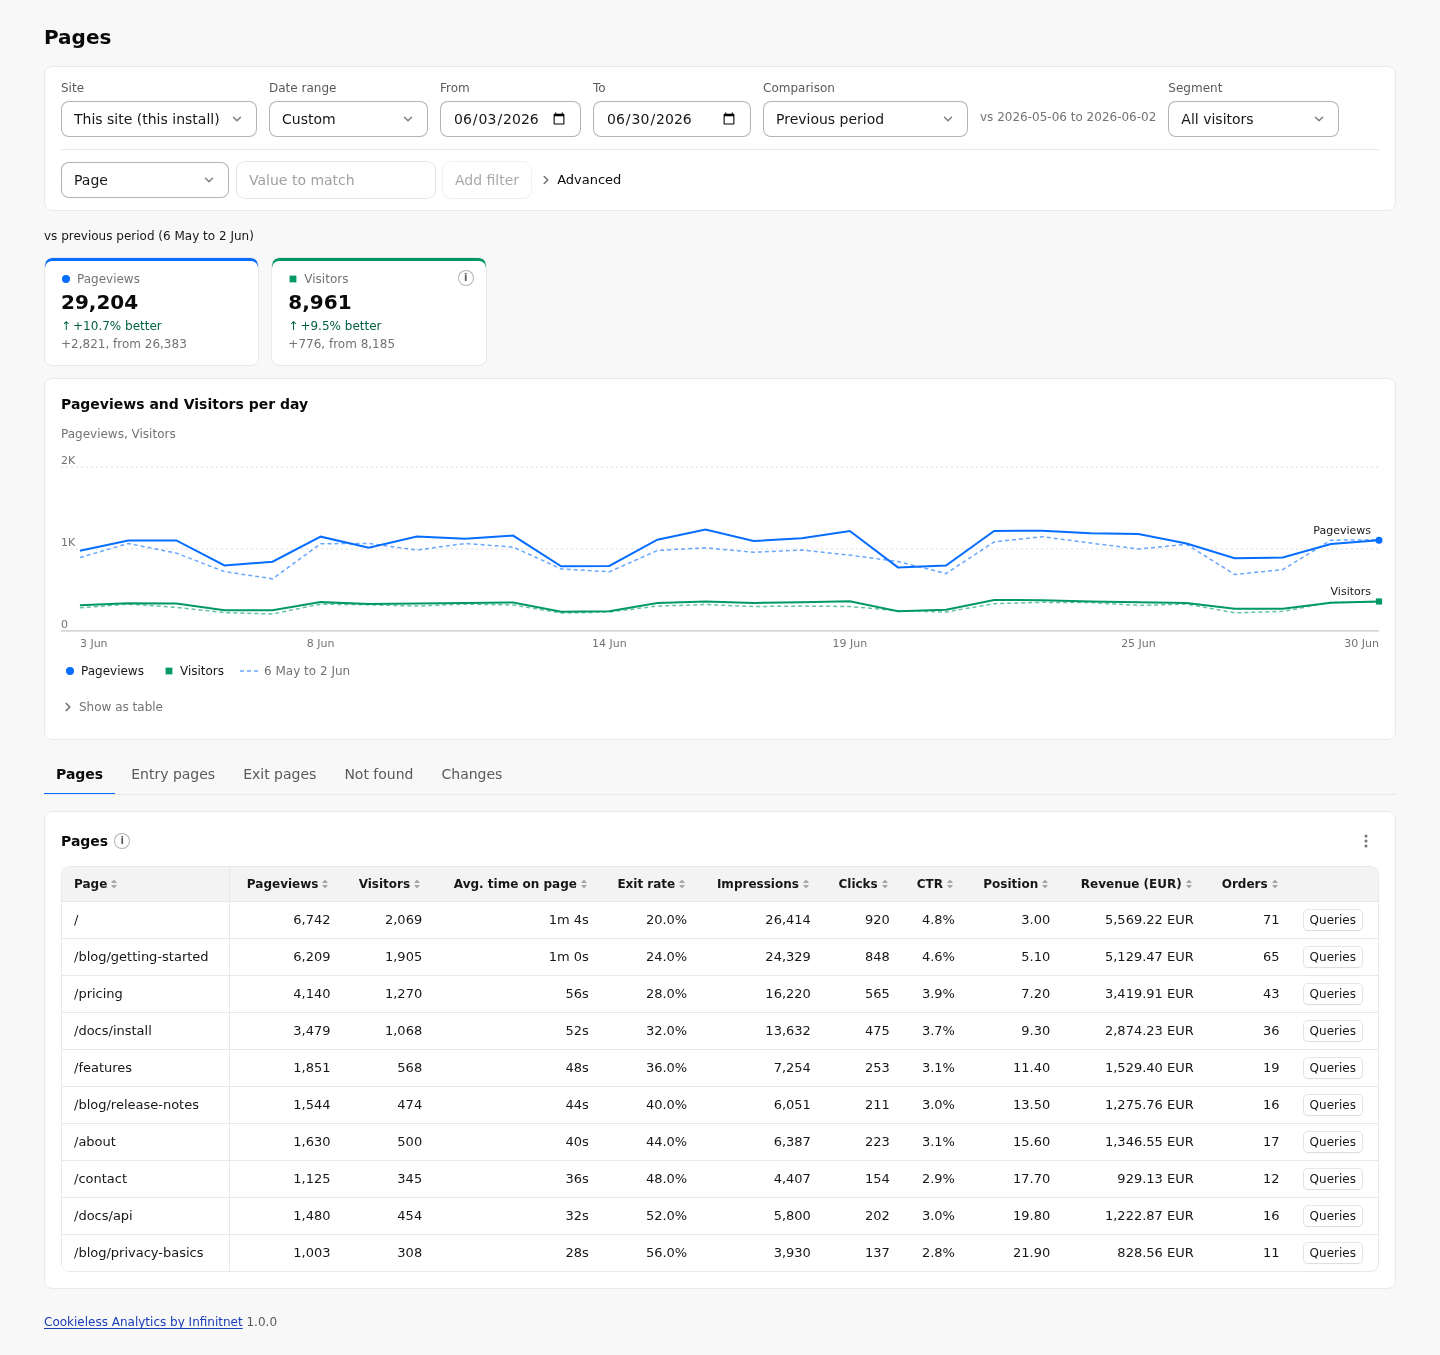 Pages
Site Date range From To Comparison Segment
This site (this install) Custom 06/03/2026 06/30/2026 Previous period vs 2026-05-06 to 2026-06-02 All visitors
Page Value to match Add filter Advanced
vs previous period (6 May to 2 Jun)
Pageviews
29,204
↑ +10.7% better
+2,821, from 26,383
Visitors i
8,961
↑ +9.5% better
+776, from 8,185
Pageviews and Visitors per day
Pageviews, Visitors
2K
1K
0
Pageviews
Visitors
3 Jun 8 Jun 14 Jun 19 Jun 25 Jun 30 Jun
Pageviews Visitors 6 May to 2 Jun
Show as table
Pages Entry pages Exit pages Not found Changes
Pages i
Page Pageviews Visitors Avg. time on page Exit rate Impressions Clicks CTR Position Revenue (EUR) Orders
/ 6,742 2,069 1m 4s 20.0% 26,414 920 4.8% 3.00 5,569.22 EUR 71 Queries
/blog/getting-started 6,209 1,905 1m 0s 24.0% 24,329 848 4.6% 5.10 5,129.47 EUR 65 Queries
/pricing 4,140 1,270 56s 28.0% 16,220 565 3.9% 7.20 3,419.91 EUR 43 Queries
/docs/install 3,479 1,068 52s 32.0% 13,632 475 3.7% 9.30 2,874.23 EUR 36 Queries
/features 1,851 568 48s 36.0% 7,254 253 3.1% 11.40 1,529.40 EUR 19 Queries
/blog/release-notes 1,544 474 44s 40.0% 6,051 211 3.0% 13.50 1,275.76 EUR 16 Queries
/about 1,630 500 40s 44.0% 6,387 223 3.1% 15.60 1,346.55 EUR 17 Queries
/contact 1,125 345 36s 48.0% 4,407 154 2.9% 17.70 929.13 EUR 12 Queries
/docs/api 1,480 454 32s 52.0% 5,800 202 3.0% 19.80 1,222.87 EUR 16 Queries
/blog/privacy-basics 1,003 308 28s 56.0% 3,930 137 2.8% 21.90 828.56 EUR 11 Queries
Cookieless Analytics by Infinitnet 1.0.0